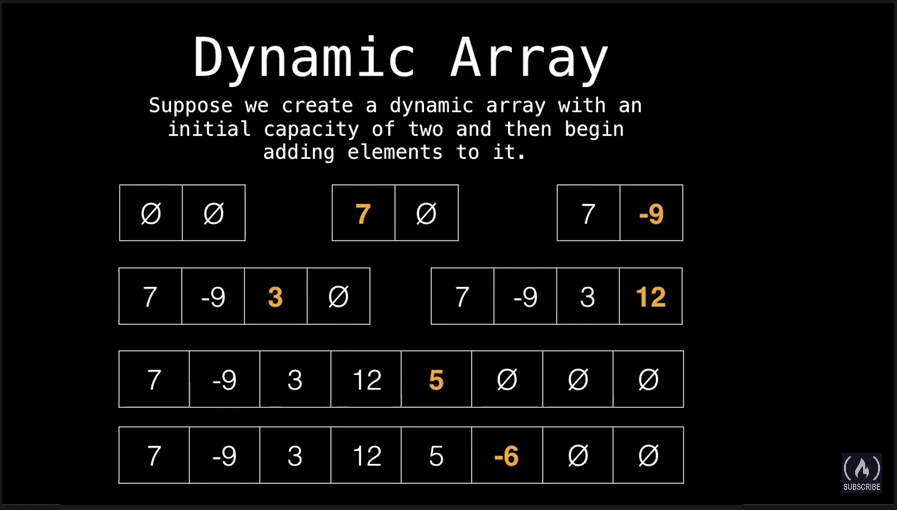 Dynamic Array
Suppose we create a dynamic array with an
initial capacity of two and then begin
adding elements to it.
Ø Ø 7 Ø 7 -9
7 -9 3 Ø 7 -9 3 12
7 -9 3 12 5 Ø Ø Ø
7 -9 3 12 5 -6 Ø Ø
SUBSCRIBE